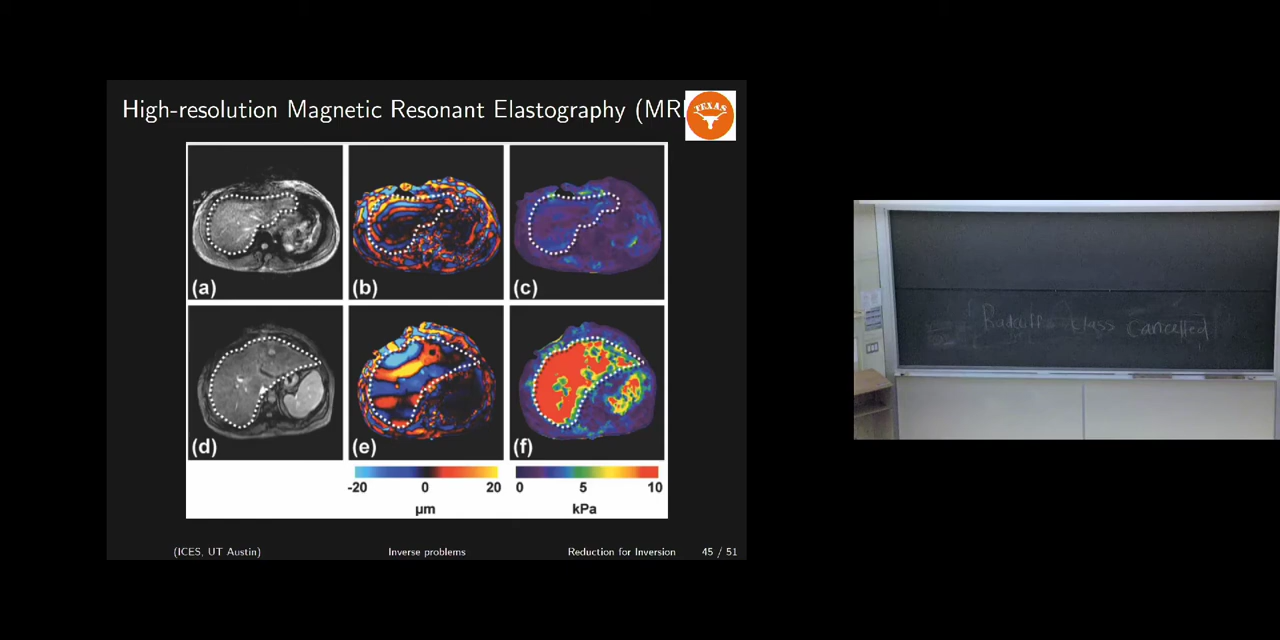 High-resolution Magnetic Resonant Elastography (MR
TEXAS
(a)
(b)
(c)
(d)
(e)
(f)
-20
0
20
μm
0
5
10
kPa
(ICES, UT Austin)
Inverse problems
Reduction for Inversion
45 / 51
Class Cancelled